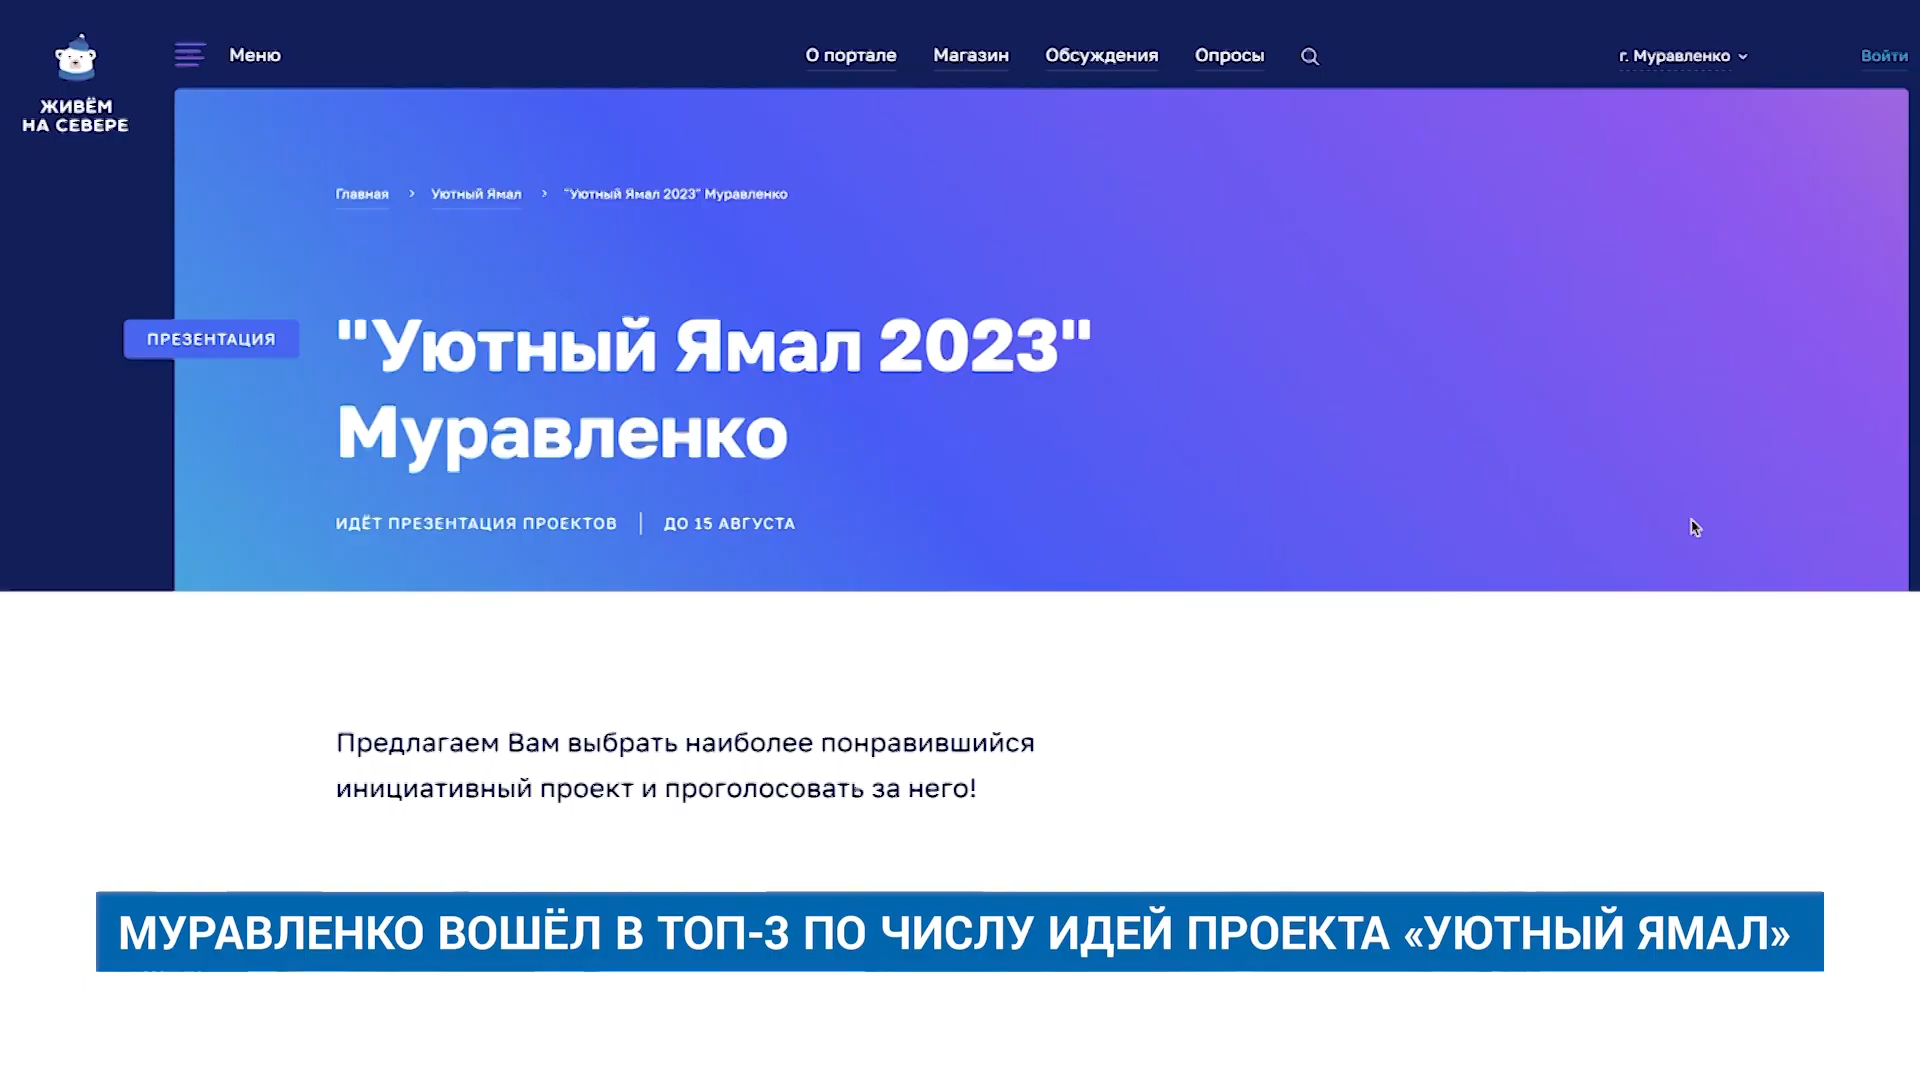 Меню
О портале
Магазин
Обсуждения
Опросы
г. Муравленко
Войти
ЖИВЁМ
НА СЕВЕРЕ
Главная › Уютный Ямал › "Уютный Ямал 2023" Муравленко
ПРЕЗЕНТАЦИЯ
"Уютный Ямал 2023"
Муравленко
ИДЁТ ПРЕЗЕНТАЦИЯ ПРОЕКТОВ | ДО 15 АВГУСТА
Предлагаем Вам выбрать наиболее понравившийся
инициативный проект и проголосовать за него!
МУРАВЛЕНКО ВОШЁЛ В ТОП-3 ПО ЧИСЛУ ИДЕЙ ПРОЕКТА «УЮТНЫЙ ЯМАЛ»